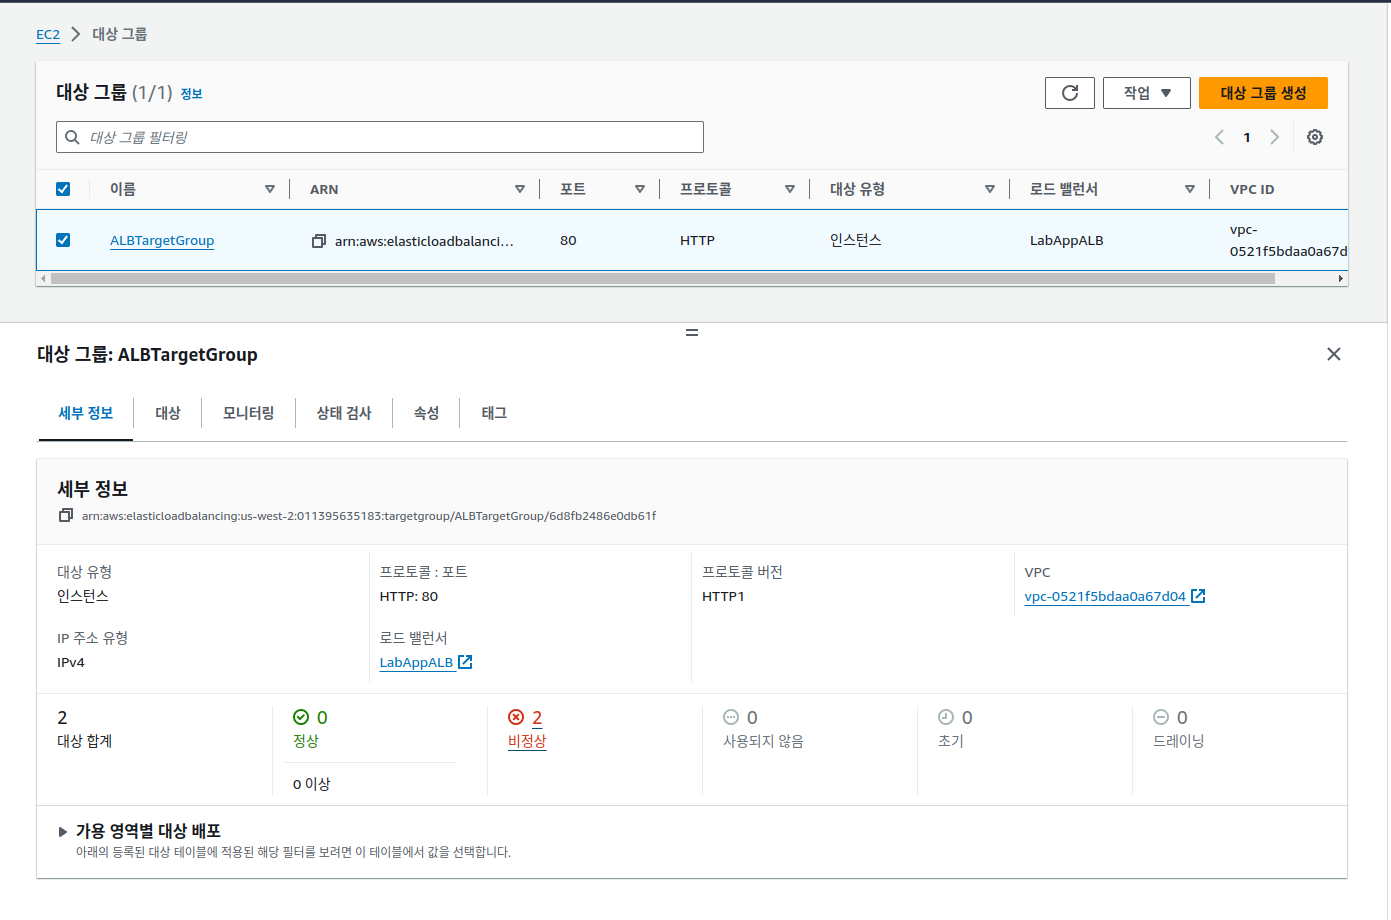 EC2 > 대상 그룹
대상 그룹 (1/1) 정보
작업
대상 그룹 생성
대상 그룹 필터링
1
이름 ARN 포트 프로토콜 대상 유형 로드 밸런서 VPC ID
ALBTargetGroup arn:aws:elasticloadbalanci… 80 HTTP 인스턴스 LabAppALB vpc-
0521f5bdaa0a67d
대상 그룹: ALBTargetGroup
세부 정보 대상 모니터링 상태 검사 속성 태그
세부 정보
arn:aws:elasticloadbalancing:us-west-2:011395635183:targetgroup/ALBTargetGroup/6d8fb2486e0db61f
대상 유형
인스턴스
프로토콜 : 포트
HTTP: 80
프로토콜 버전
HTTP1
VPC
vpc-0521f5bdaa0a67d04
IP 주소 유형
IPv4
로드 밸런서
LabAppALB
2
대상 합계
0
정상
0 이상
2
비정상
0
사용되지 않음
0
초기
0
드레이닝
가용 영역별 대상 배포
아래의 등록된 대상 테이블에 적용된 해당 필터를 보려면 이 테이블에서 값을 선택합니다.